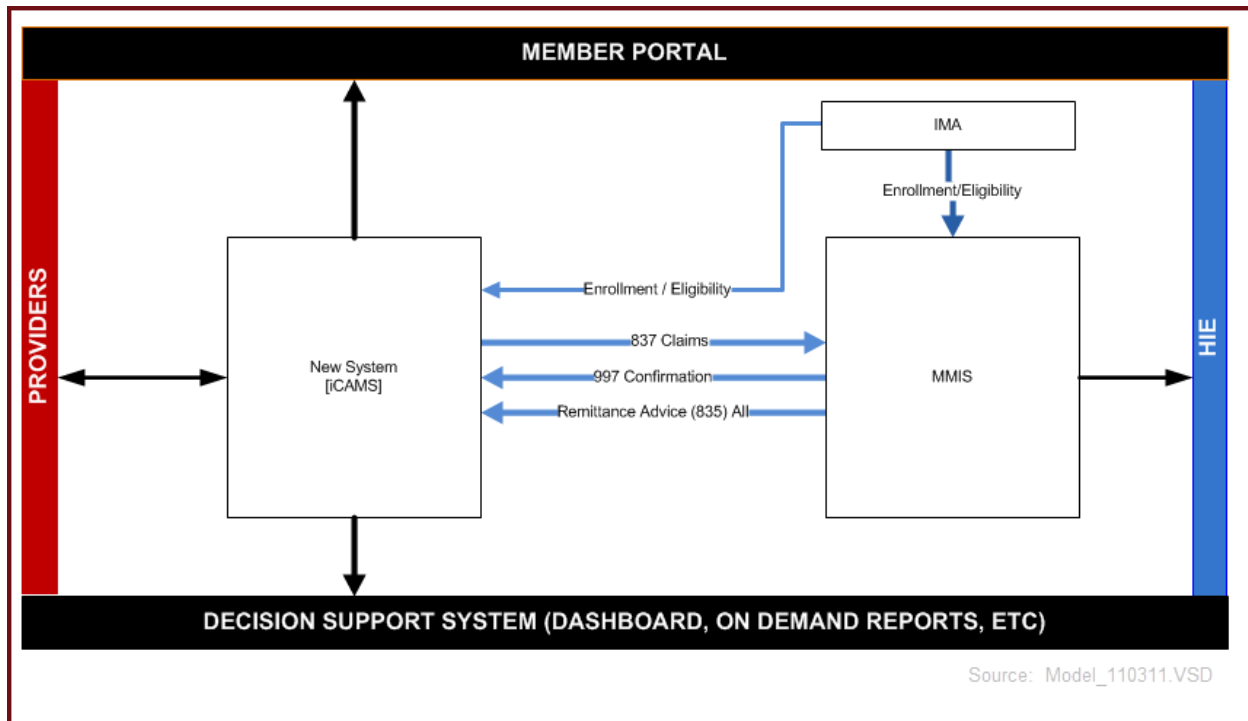 MEMBER PORTAL
IMA
Enrollment/Eligibility
PROVIDERS
HIE
Enrollment / Eligibility
837 Claims
New System
[iCAMS]
997 Confirmation
MMIS
Remittance Advice (835) All
DECISION SUPPORT SYSTEM (DASHBOARD, ON DEMAND REPORTS, ETC)
Source: Model_110311.VSD